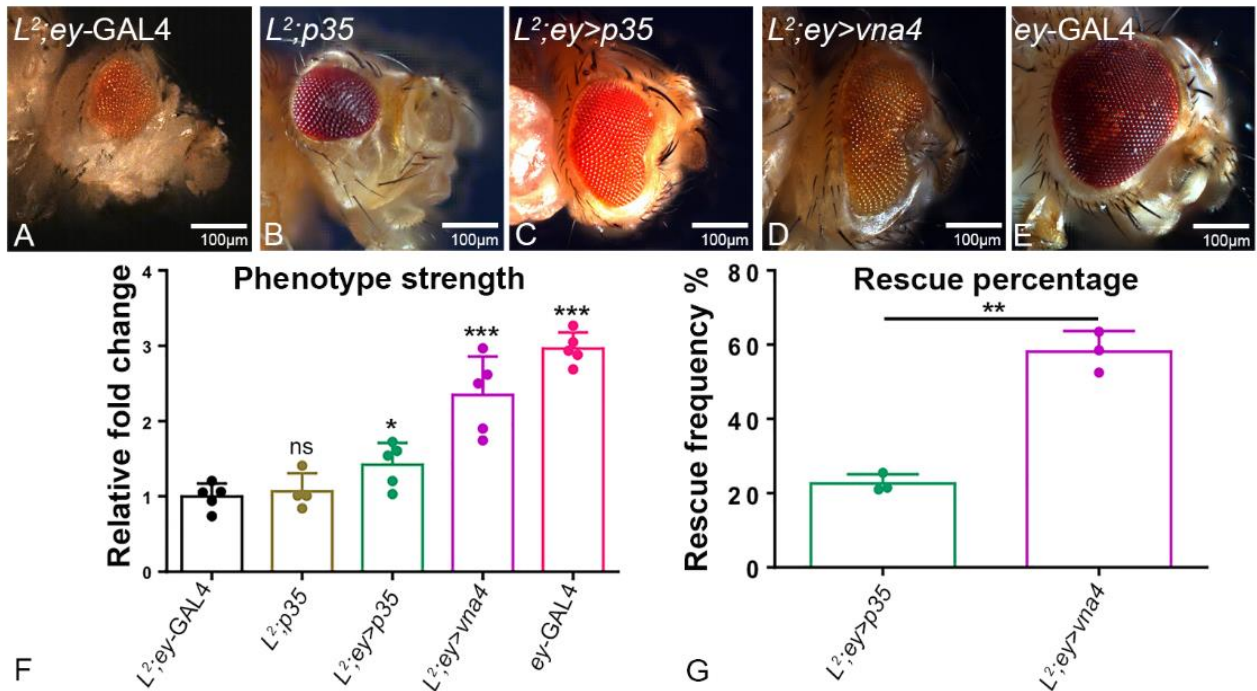 L²;ey-GAL4
A
100μm
L²;p35
B
100μm
L²;ey>p35
C
100μm
L²;ey>vna4
D
100μm
ey-GAL4
E
100μm
Phenotype strength
Relative fold change
4
3
2
1
0
ns
*
***
***
L²;ey-GAL4
L²;p35
L²;ey>p35
L²;ey>vna4
ey-GAL4
F
Rescue percentage
Rescue frequency %
80
60
40
20
0
**
L²;ey>p35
L²;ey>vna4
G